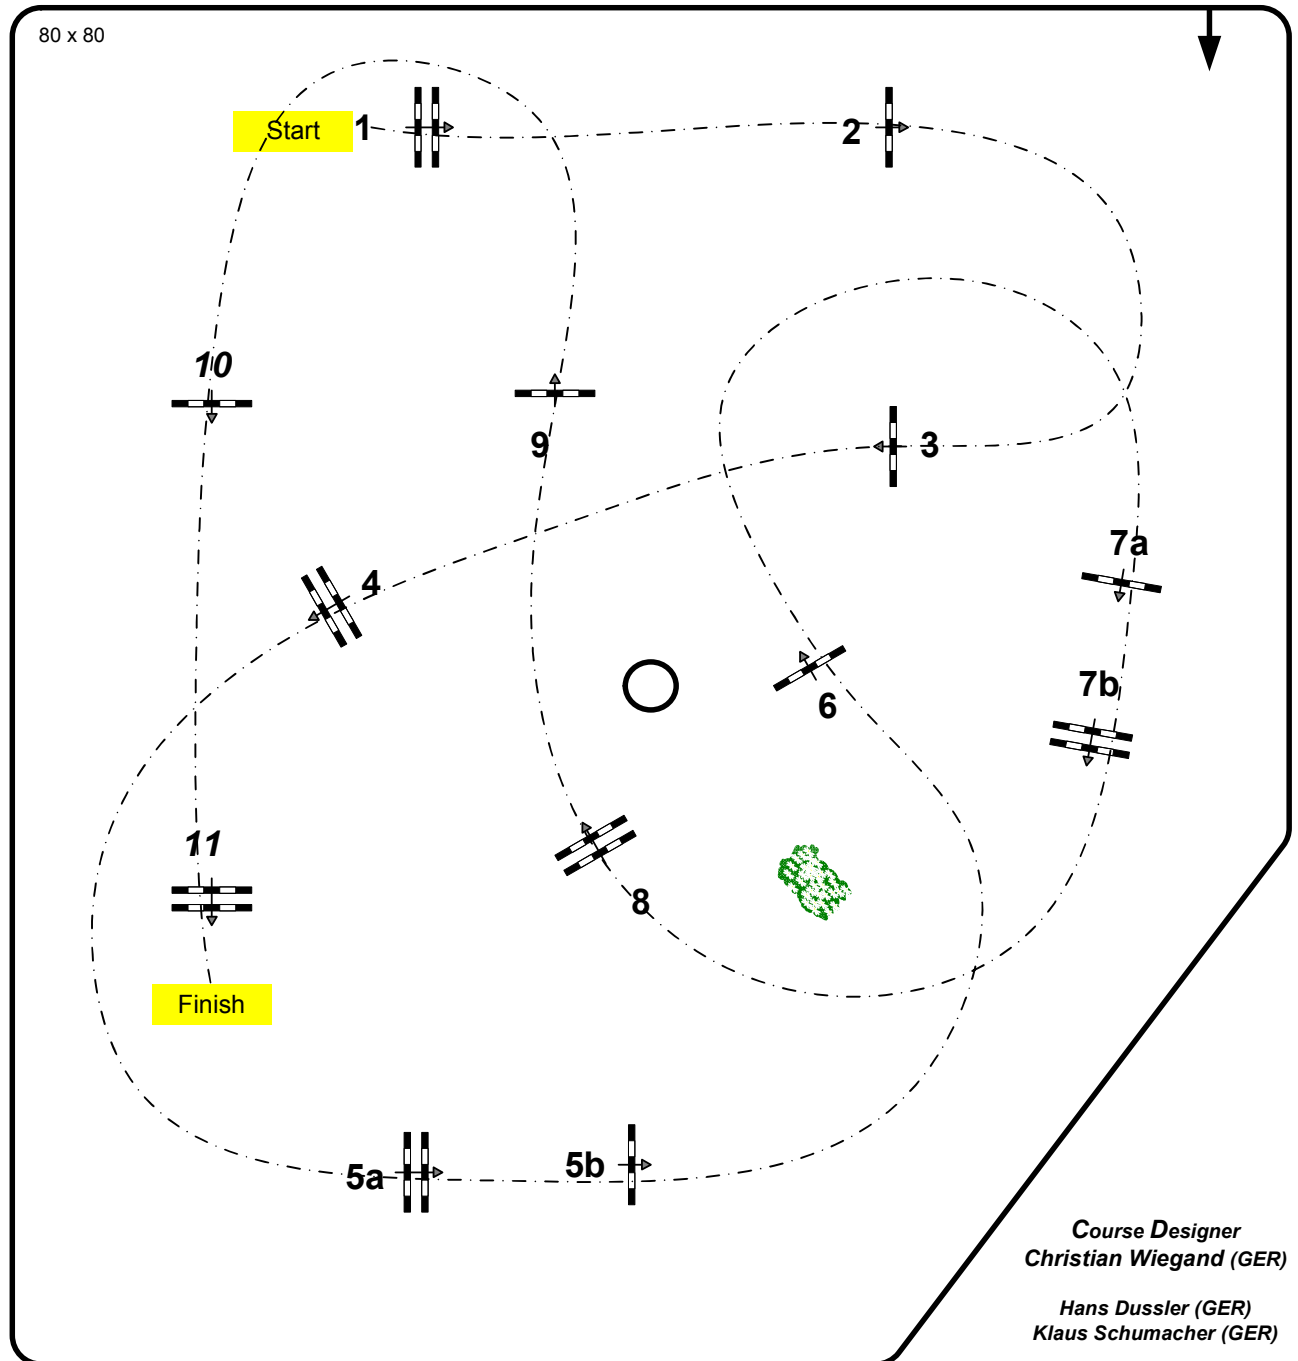 80 x 80
Start
1
2
10
9
3
7a
4
7b
6
11
8
Finish
5a
5b
Course Designer
Christian Wiegand (GER)
Hans Dussler (GER)
Klaus Schumacher (GER)